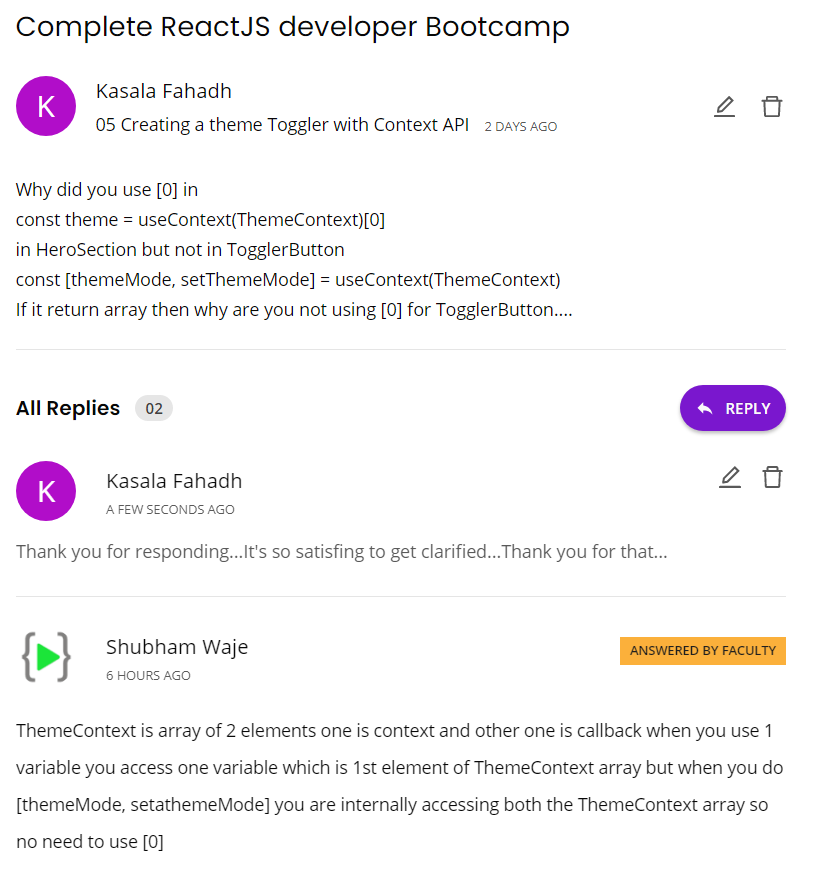 Complete ReactJS developer Bootcamp
K
Kasala Fahadh
05 Creating a theme Toggler with Context API 2 DAYS AGO
Why did you use [0] in
const theme = useContext(ThemeContext)[0]
in HeroSection but not in TogglerButton
const [themeMode, setThemeMode] = useContext(ThemeContext)
If it return array then why are you not using [0] for TogglerButton....
All Replies 02
REPLY
K
Kasala Fahadh
A FEW SECONDS AGO
Thank you for responding...It's so satisfing to get clarified...Thank you for that...
Shubham Waje
6 HOURS AGO
ANSWERED BY FACULTY
ThemeContext is array of 2 elements one is context and other one is callback when you use 1
variable you access one variable which is 1st element of ThemeContext array but when you do
[themeMode, setathemeMode] you are internally accessing both the ThemeContext array so
no need to use [0]